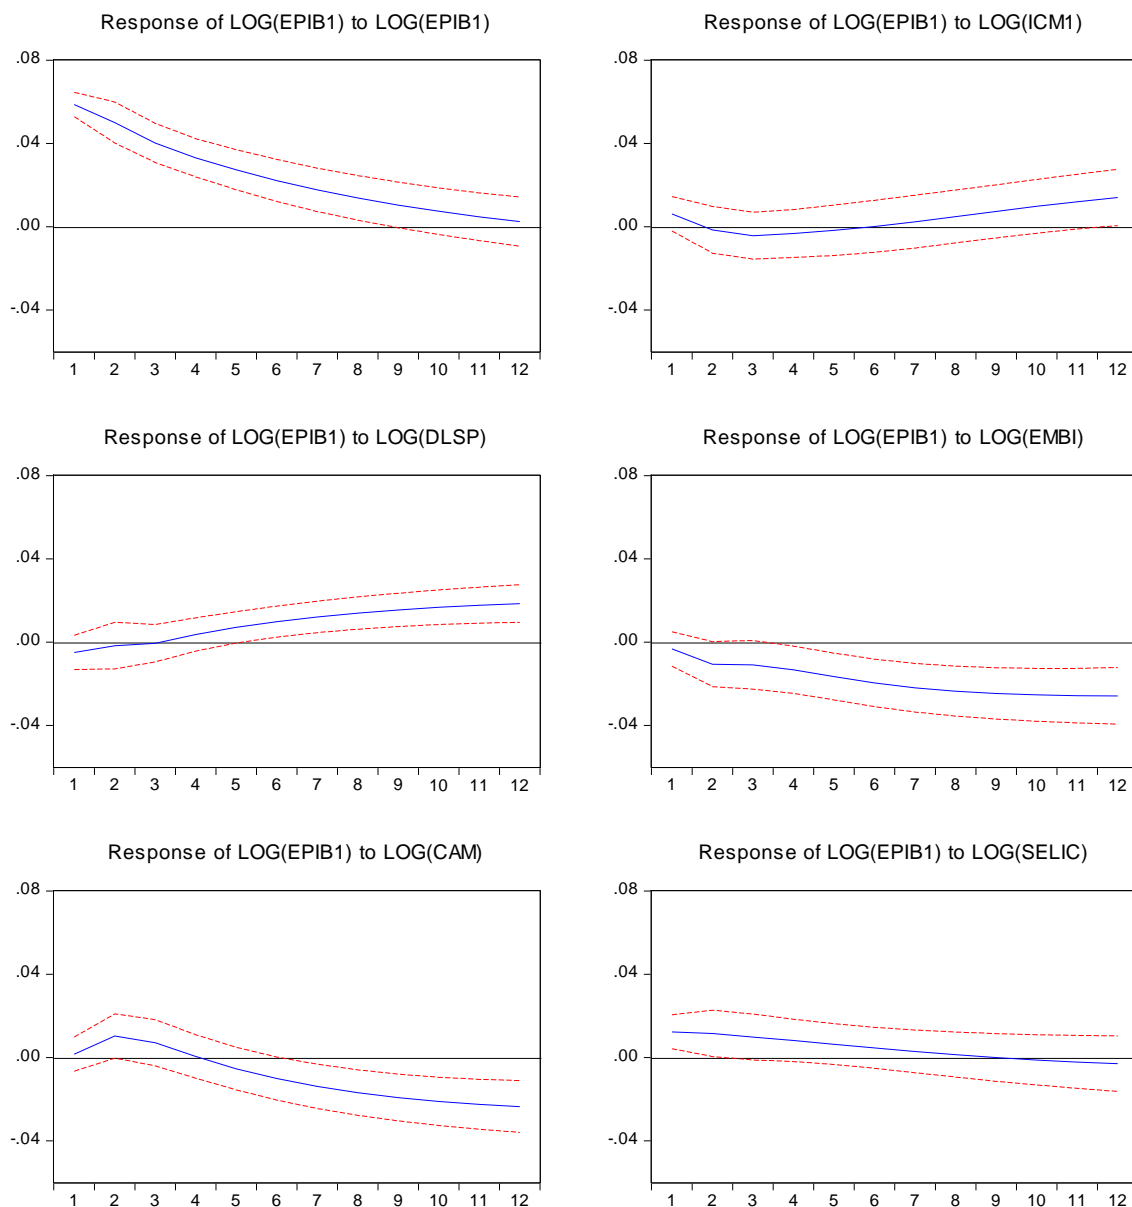 Response of LOG(EPIB1) to LOG(EPIB1)
.08
.04
.00
-.04
1 2 3 4 5 6 7 8 9 10 11 12
Response of LOG(EPIB1) to LOG(ICM1)
.08
.04
.00
-.04
1 2 3 4 5 6 7 8 9 10 11 12
Response of LOG(EPIB1) to LOG(DLSP)
.08
.04
.00
-.04
1 2 3 4 5 6 7 8 9 10 11 12
Response of LOG(EPIB1) to LOG(EMBI)
.08
.04
.00
-.04
1 2 3 4 5 6 7 8 9 10 11 12
Response of LOG(EPIB1) to LOG(CAM)
.08
.04
.00
-.04
1 2 3 4 5 6 7 8 9 10 11 12
Response of LOG(EPIB1) to LOG(SELIC)
.08
.04
.00
-.04
1 2 3 4 5 6 7 8 9 10 11 12